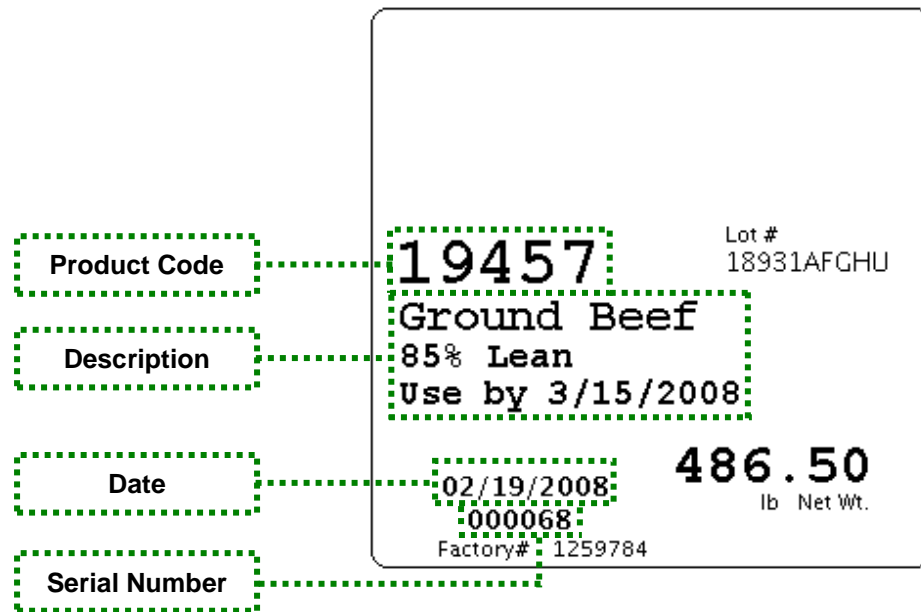 Product Code
19457
Lot #
18931AFGHU
Description
Ground Beef
85% Lean
Use by 3/15/2008
Date
02/19/2008
486.50
lb Net Wt.
000068
Factory# 1259784
Serial Number